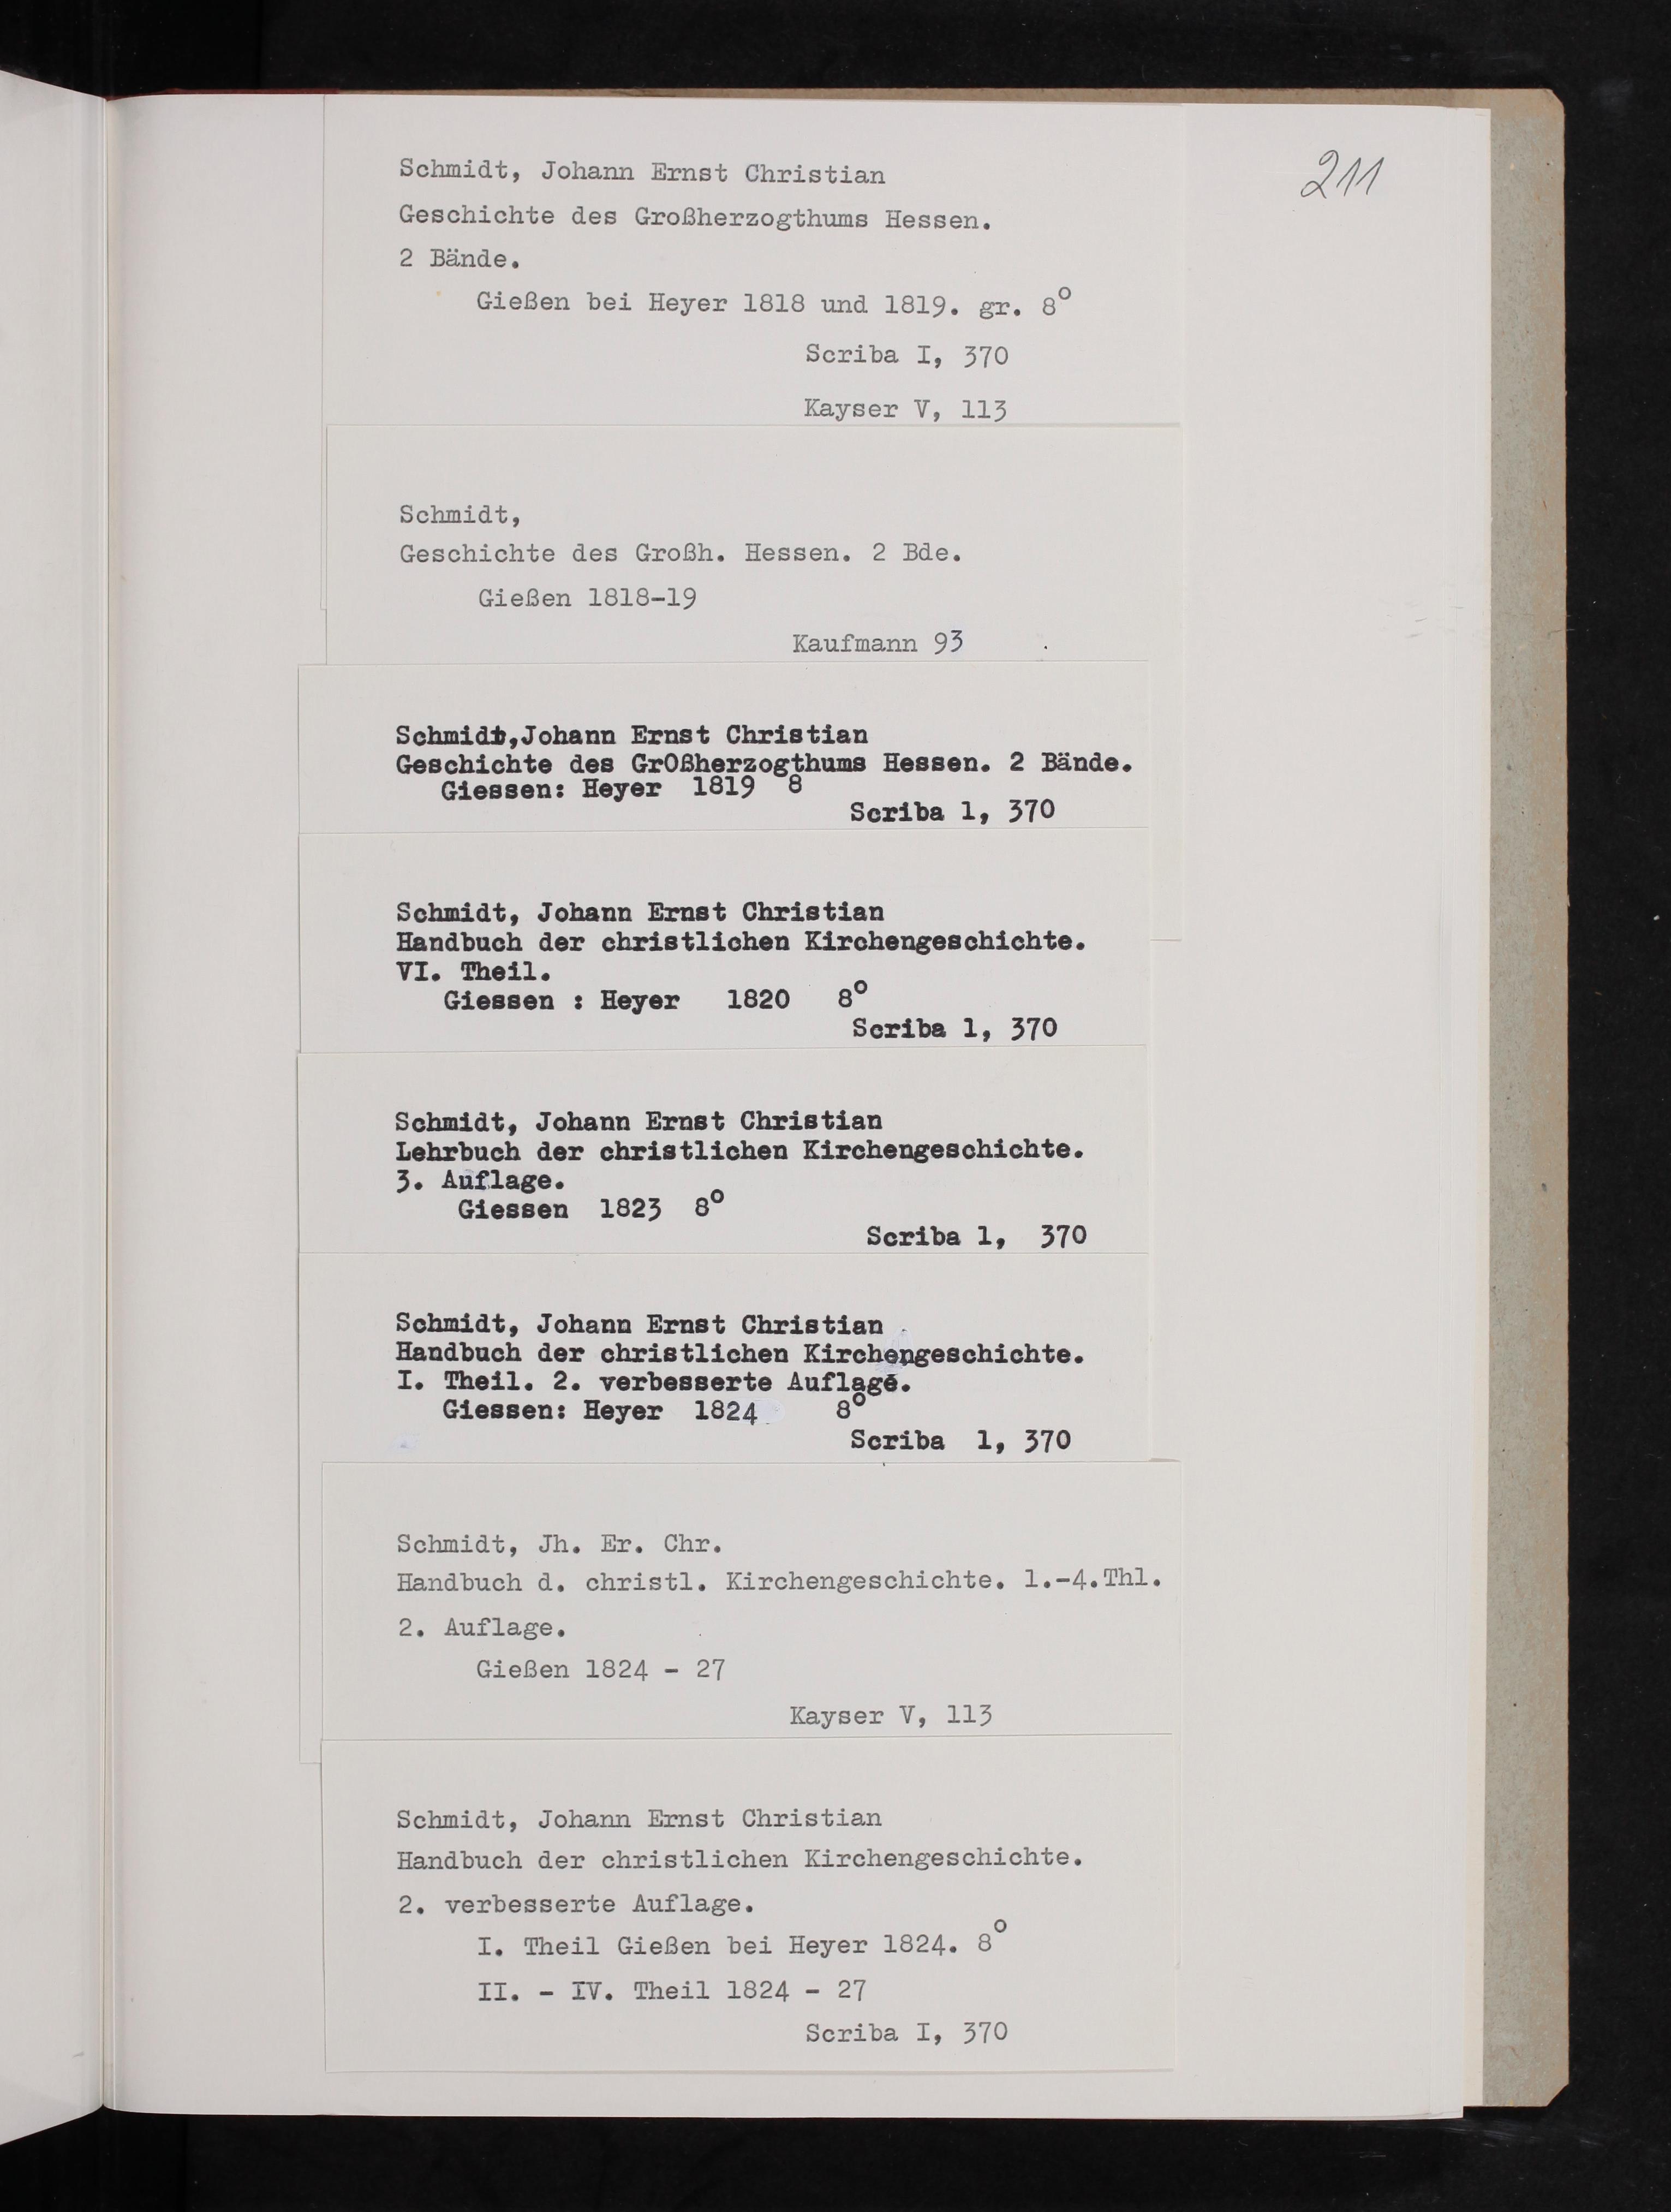 211
Schmidt, Johann Ernst Christian
Geschichte des Großherzogthums Hessen.
2 Bände.
Gießen bei Heyer 1818 und 1819. gr. 8°
Scriba I, 370
Kayser V, 113
Schmidt,
Geschichte des Großh. Hessen. 2 Bde.
Gießen 1818-19
Kaufmann 93
Schmidt,Johann Ernst Christian
Geschichte des GrOßherzogthums Hessen. 2 Bände.
Giessen: Heyer 1819 8
Scriba 1, 370
Schmidt, Johann Ernst Christian
Handbuch der christlichen Kirchengeschichte.
VI. Theil.
Giessen : Heyer 1820 8°
Scriba 1, 370
Schmidt, Johann Ernst Christian
Lehrbuch der christlichen Kirchengeschichte.
3. Auflage.
Giessen 1823 8°
Scriba 1, 370
Schmidt, Johann Ernst Christian
Handbuch der christlichen Kirchengeschichte.
I. Theil. 2. verbesserte Auflage.
Giessen: Heyer 1824 8°
Scriba 1, 370
Schmidt, Jh. Er. Chr.
Handbuch d. christl. Kirchengeschichte. 1.-4.Thl.
2. Auflage.
Gießen 1824 - 27
Kayser V, 113
Schmidt, Johann Ernst Christian
Handbuch der christlichen Kirchengeschichte.
2. verbesserte Auflage.
I. Theil Gießen bei Heyer 1824. 8°
II. - IV. Theil 1824 - 27
Scriba I, 370